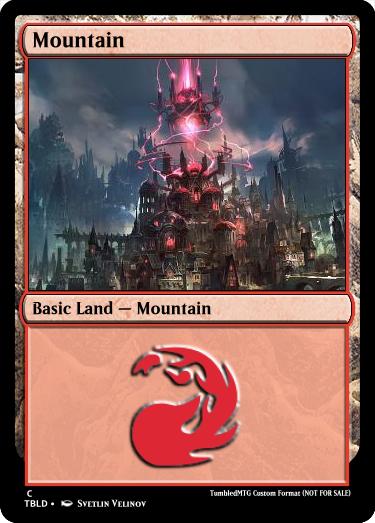 Mountain
Basic Land — Mountain
C
TBLD • Svetlin Velinov
TumbledMTG Custom Format (NOT FOR SALE)